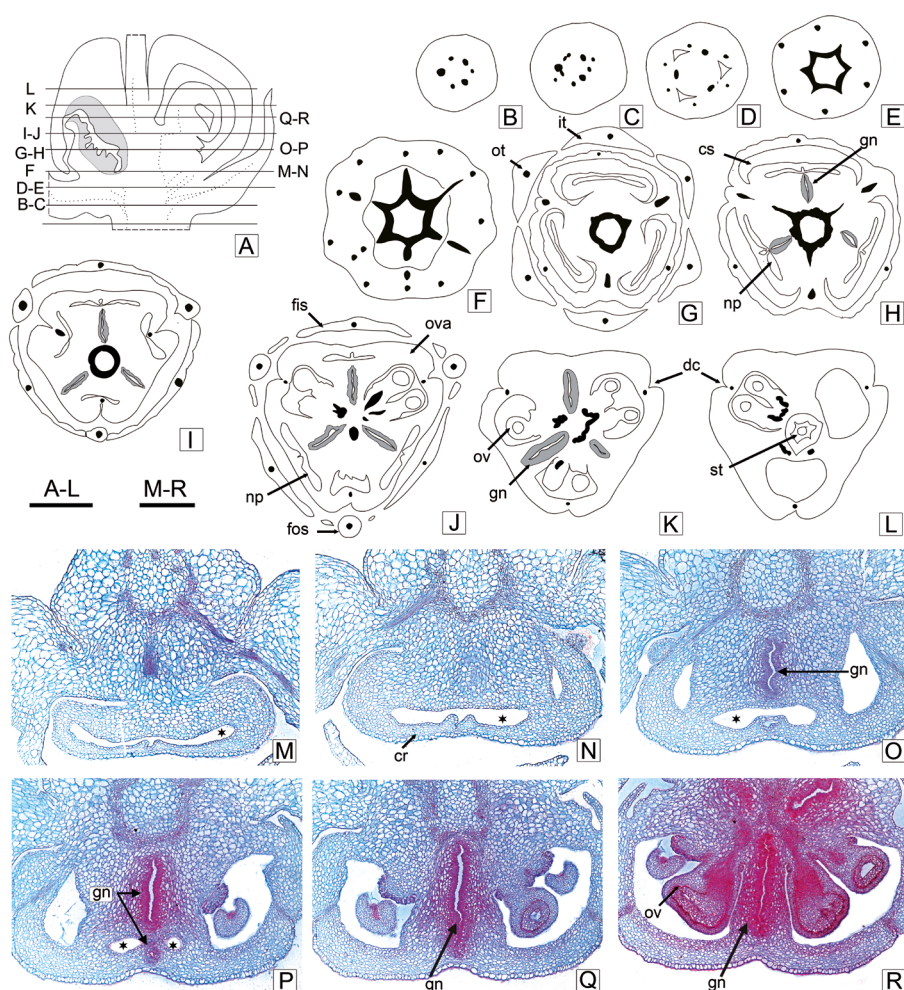 L
K
I-J
G-H
F
D-E
B-C
Q-R
O-P
M-N
A
B
C
D
E
ot
it
cs
gn
np
F
G
H
I
fis
ova
np
fos
J
dc
ov
gn
K
st
L
A-L
M-R
M
cr
N
gn
O
gn
P
gn
Q
ov
gn
R